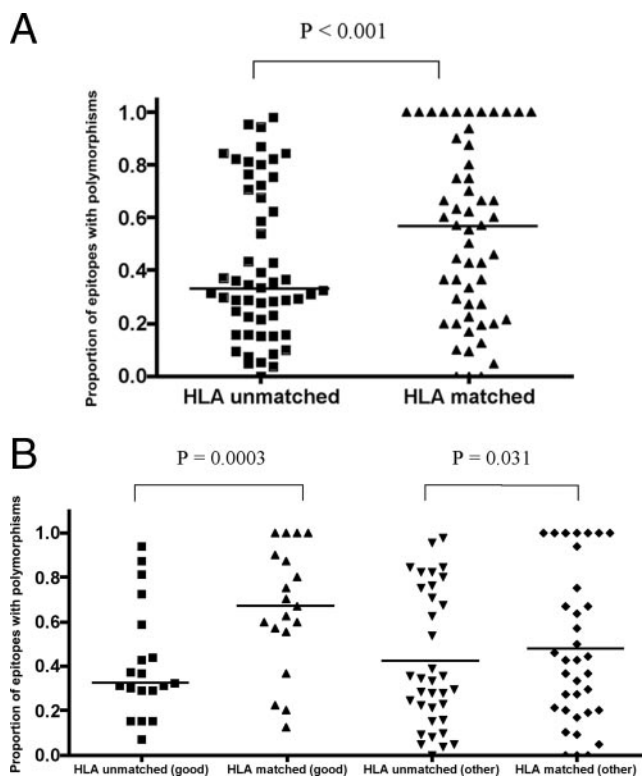 A
P < 0.001
Proportion of epitopes with polymorphisms
1.0
0.8
0.6
0.4
0.2
0.0
HLA unmatched HLA matched
B
P = 0.0003 P = 0.031
Proportion of epitopes with polymorphisms
1.0
0.8
0.6
0.4
0.2
0.0
HLA unmatched (good) HLA matched (good) HLA unmatched (other) HLA matched (other)